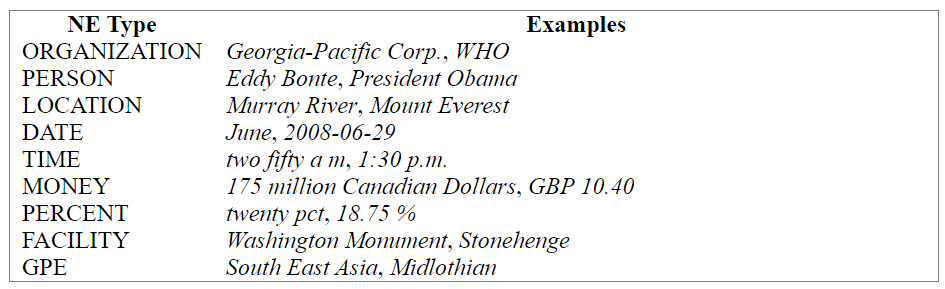 NE Type Examples
ORGANIZATION Georgia-Pacific Corp., WHO
PERSON Eddy Bonte, President Obama
LOCATION Murray River, Mount Everest
DATE June, 2008-06-29
TIME two fifty a m, 1:30 p.m.
MONEY 175 million Canadian Dollars, GBP 10.40
PERCENT twenty pct, 18.75 %
FACILITY Washington Monument, Stonehenge
GPE South East Asia, Midlothian